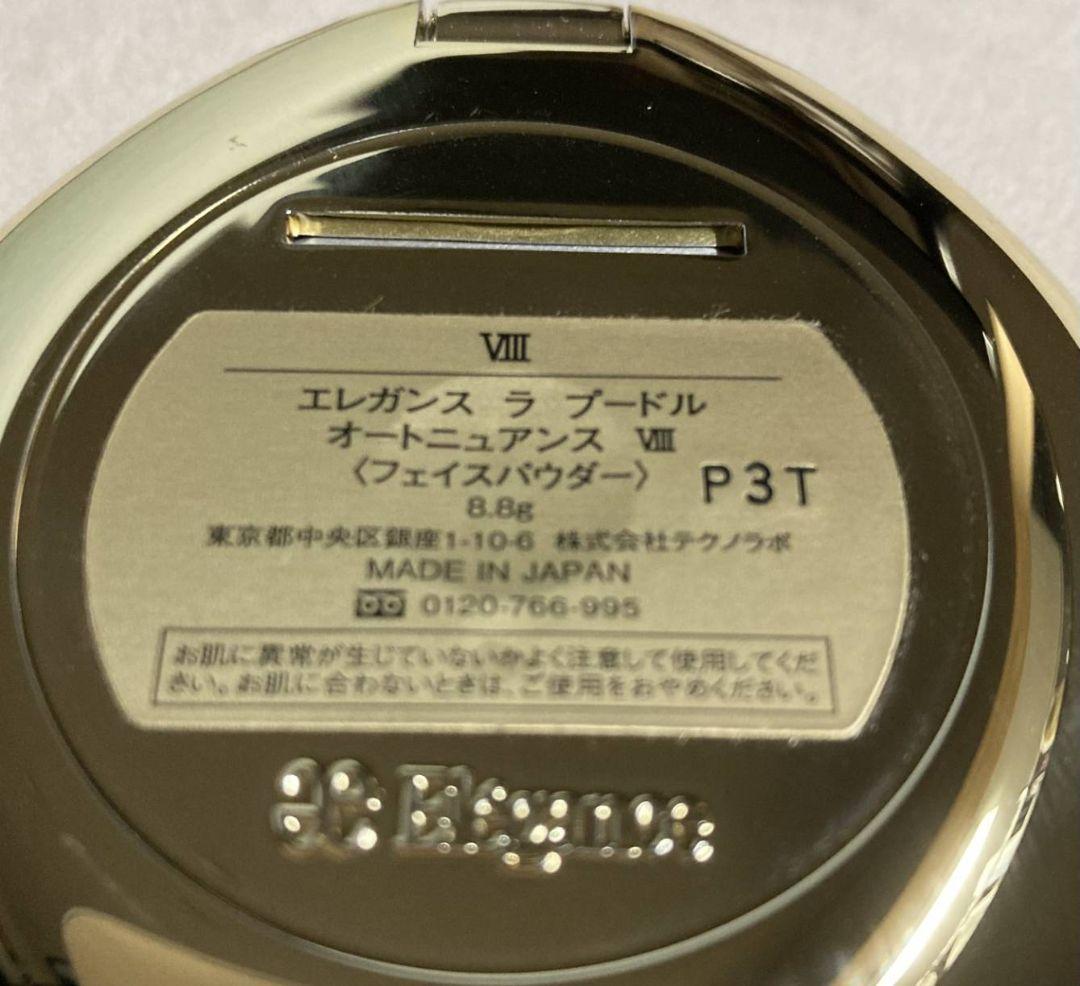 VIII
エレガンス ラ プードル
オートニュアンス VIII
〈フェイスパウダー〉 P3T
8.8g
東京都中央区銀座1-10-6 株式会社テクノラボ
MADE IN JAPAN
0120-766-995
お肌に異常が生じていないかよく注意して使用してくだ
さい。お肌に合わないときは、ご使用をおやめください。
Elégance